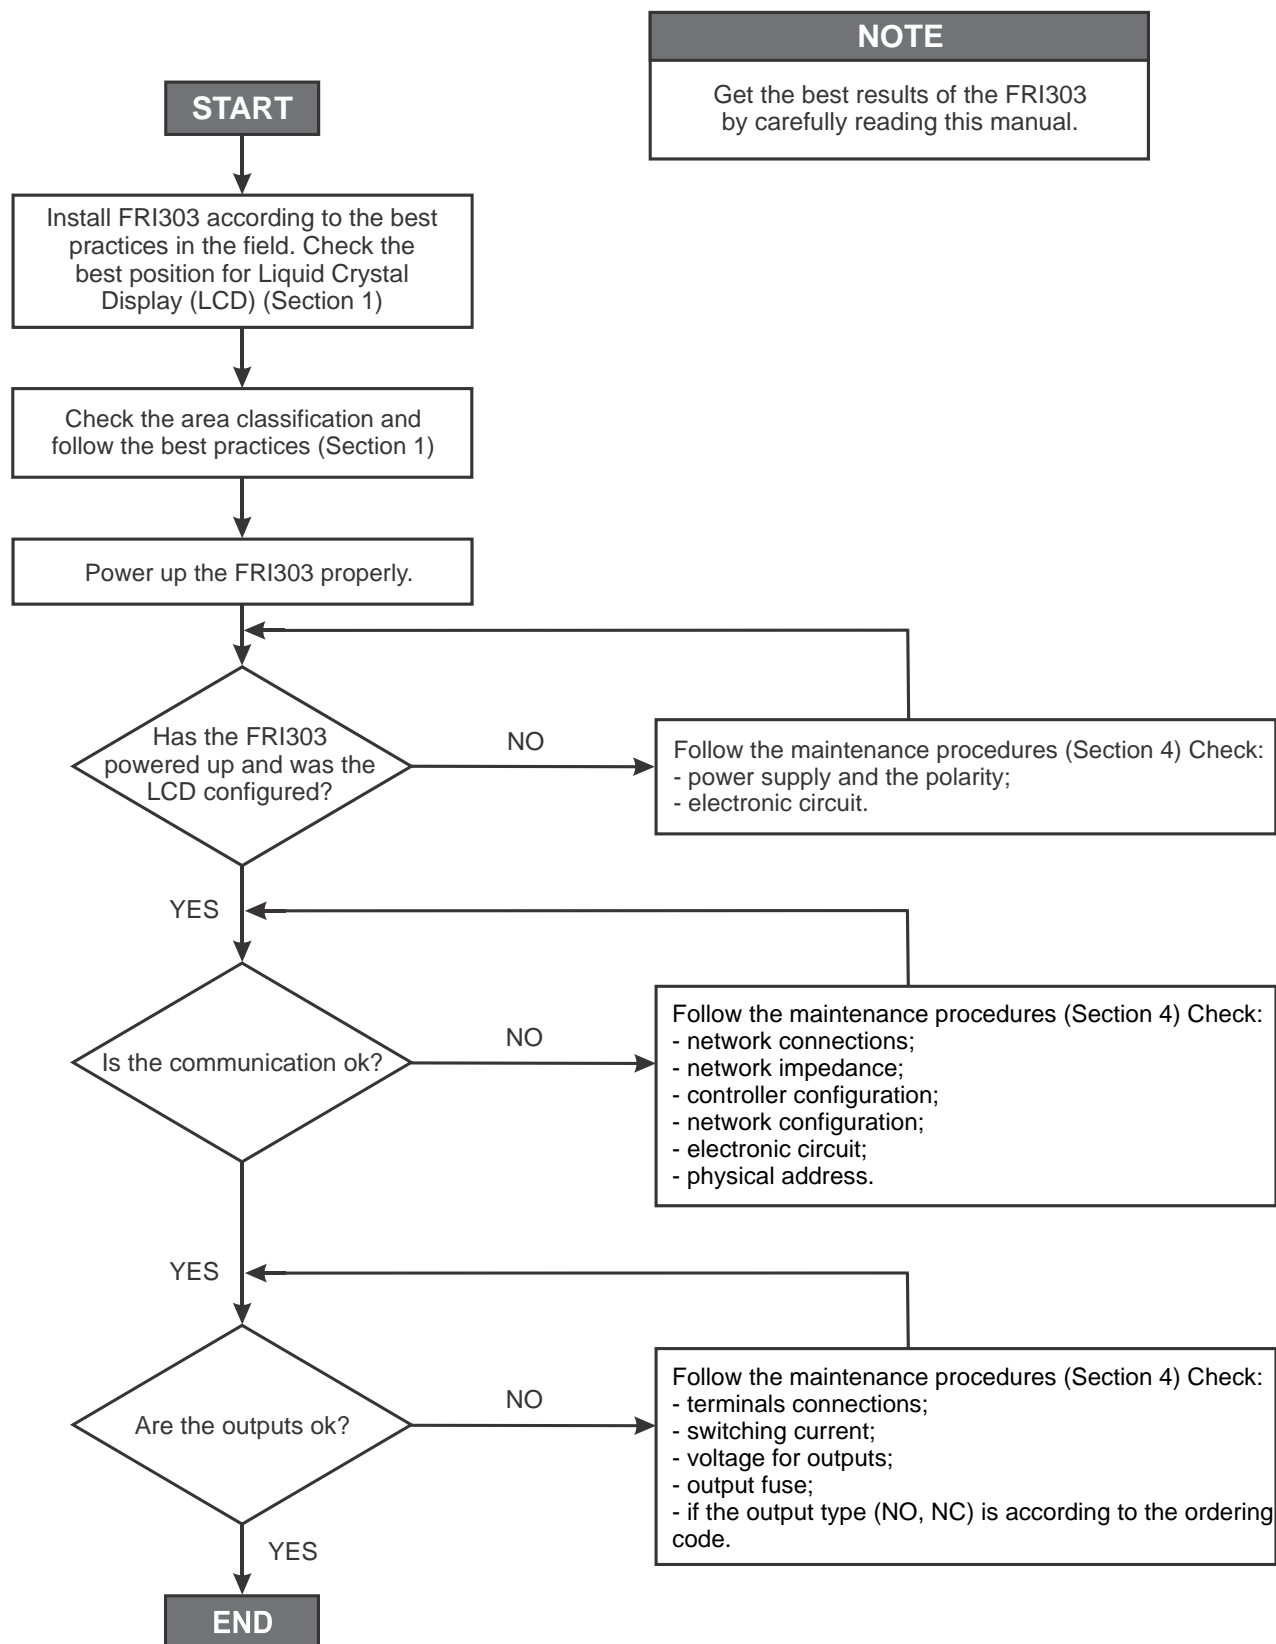 NOTE
Get the best results of the FRI303
by carefully reading this manual.
START
Install FRI303 according to the best
practices in the field. Check the
best position for Liquid Crystal
Display (LCD) (Section 1)
Check the area classification and
follow the best practices (Section 1)
Power up the FRI303 properly.
Has the FRI303
powered up and was the
LCD configured?
NO
Follow the maintenance procedures (Section 4) Check:
- power supply and the polarity;
- electronic circuit.
YES
Is the communication ok?
NO
Follow the maintenance procedures (Section 4) Check:
- network connections;
- network impedance;
- controller configuration;
- network configuration;
- electronic circuit;
- physical address.
YES
Are the outputs ok?
NO
Follow the maintenance procedures (Section 4) Check:
- terminals connections;
- switching current;
- voltage for outputs;
- output fuse;
- if the output type (NO, NC) is according to the ordering
code.
YES
END